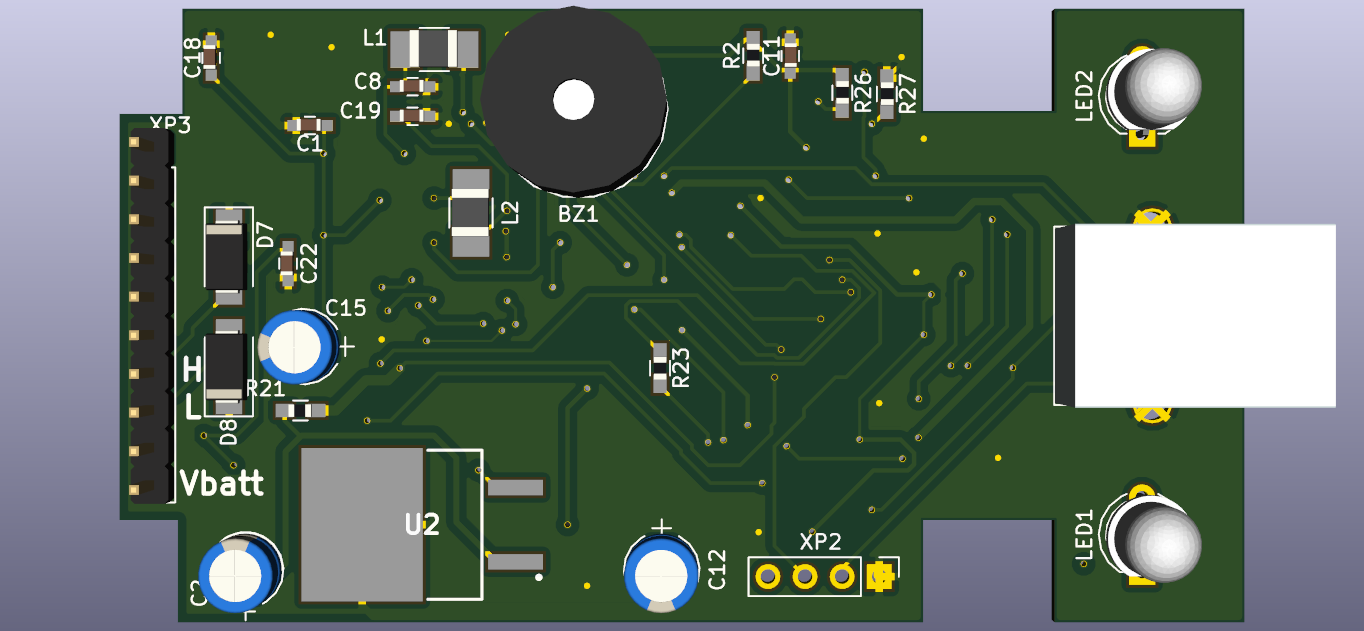 L1
R2
C11
C18
C8
C19
R26
R27
LED2
XP3
C1
L2
BZ1
D7
C22
C15
+
H
R23
R21
L
D8
Vbatt
U2
+
XP2
LED1
C12